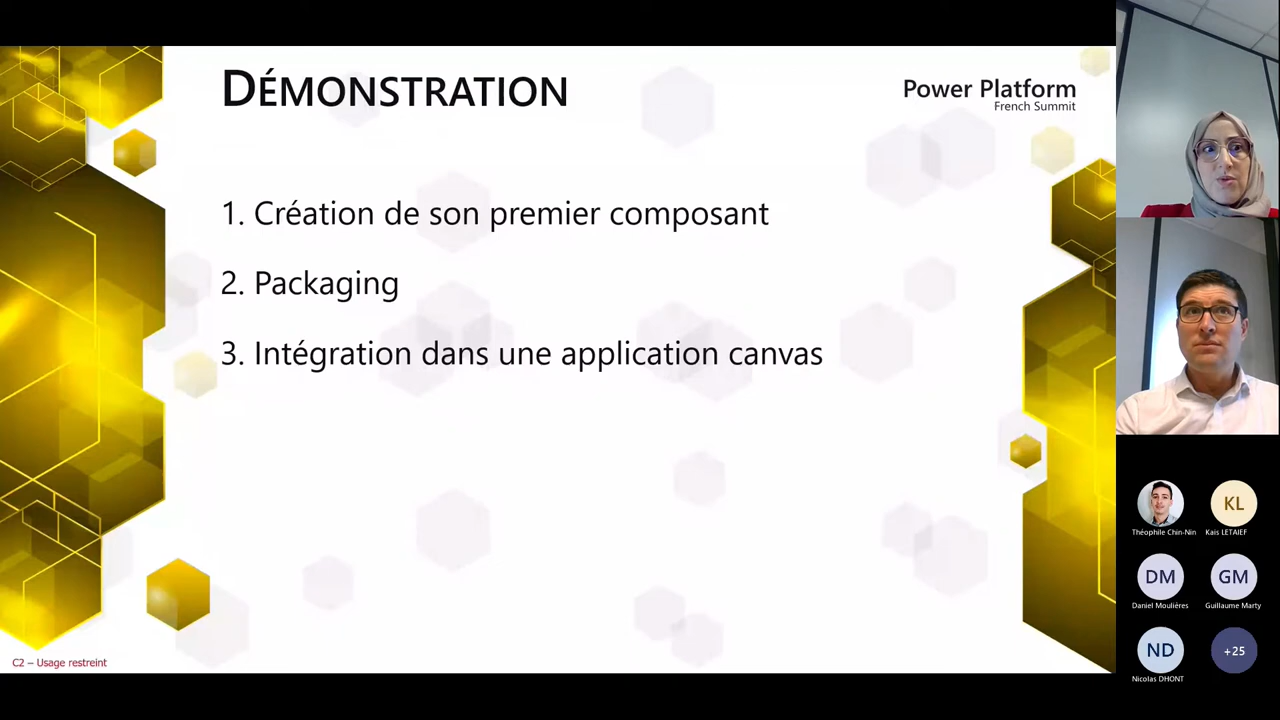 DÉMONSTRATION
Power Platform
French Summit
1. Création de son premier composant
2. Packaging
3. Intégration dans une application canvas
C2 – Usage restreint
Théophile Chin-Nin
KL
Kais LETAIEF
DM
Daniel Moulières
GM
Guillaume Marty
ND
Nicolas DHONT
+25